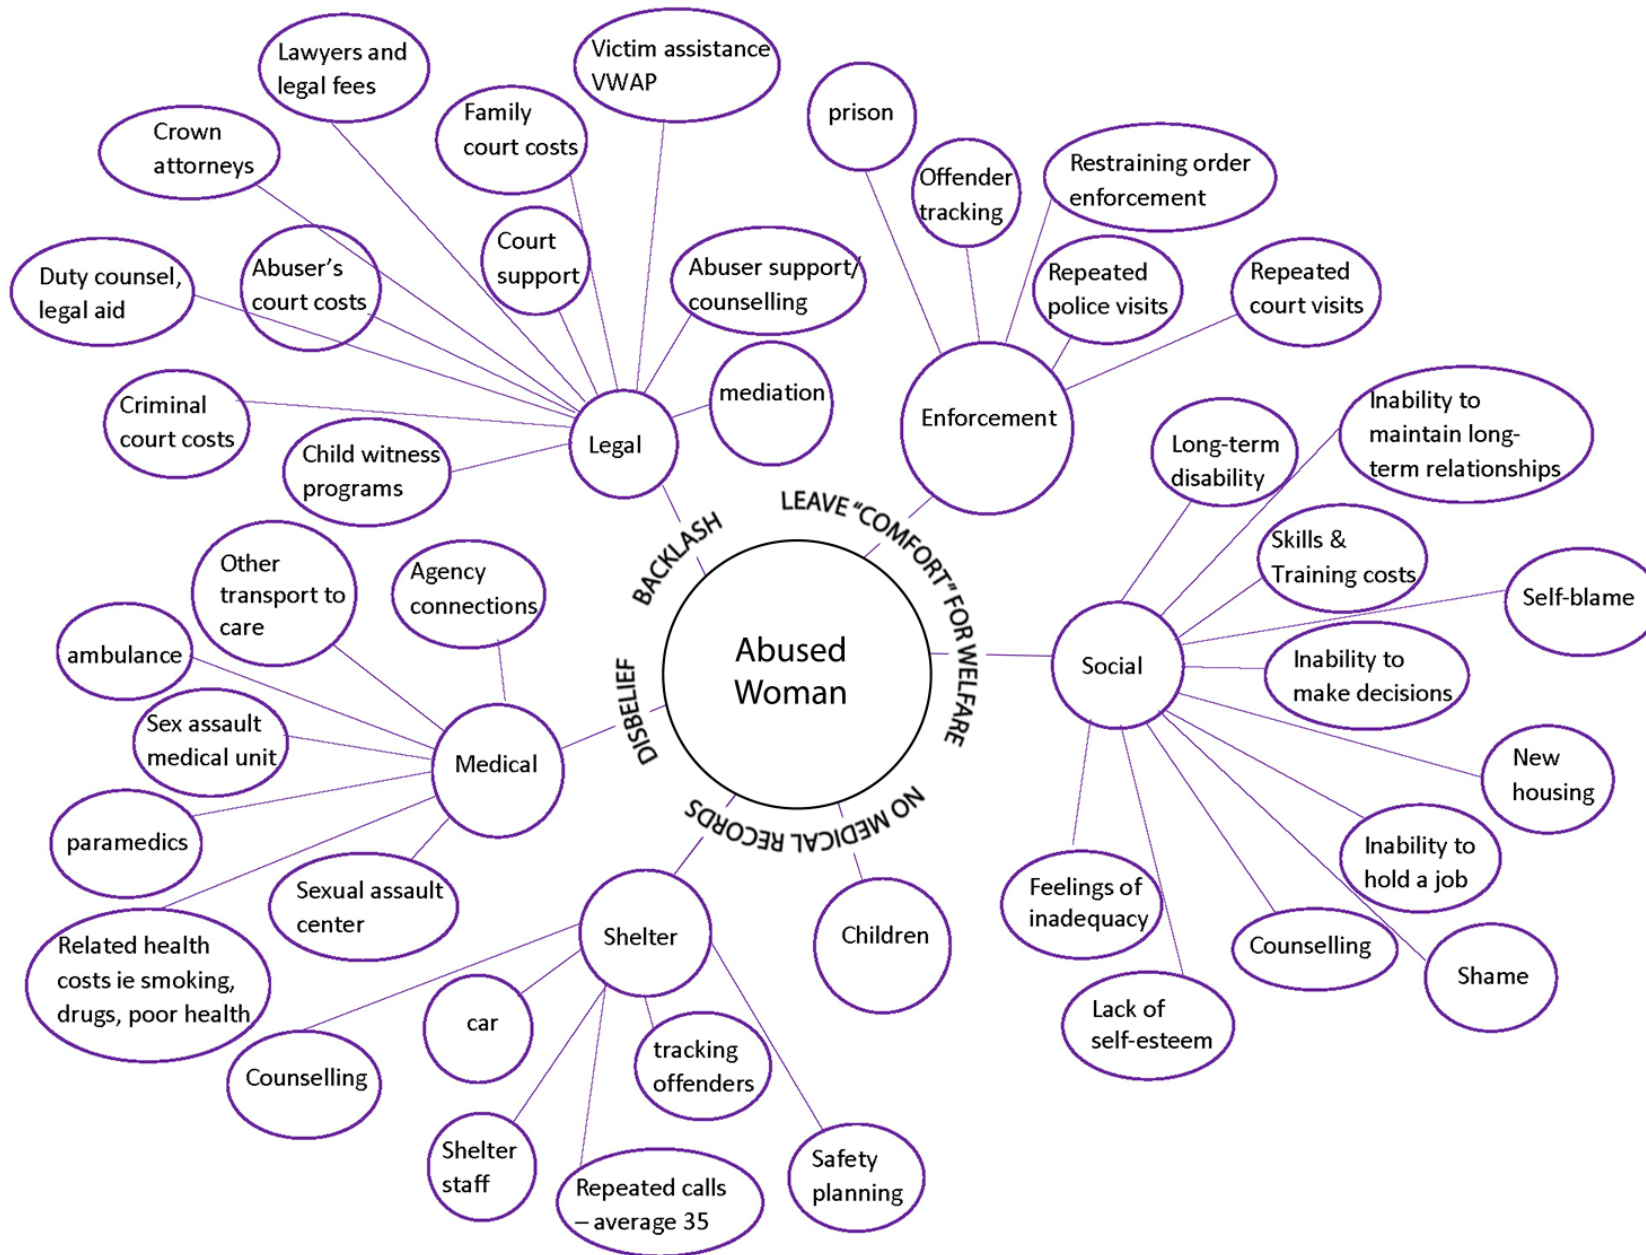 Lawyers and
legal fees
Victim assistance
VWAP
Family
court costs
Crown
attorneys
Court
support
Duty counsel,
legal aid
Abuser’s
court costs
Abuser support/
counselling
mediation
Criminal
court costs
Child witness
programs
Legal
prison
Offender
tracking
Restraining order
enforcement
Repeated
police visits
Repeated
court visits
Enforcement
BACKLASH
LEAVE “COMFORT” FOR WELFARE
DISBELIEF
NO MEDICAL RECORDS
Abused
Woman
Long-term
disability
Inability to
maintain long-
term relationships
Skills &
Training costs
Self-blame
Social
Inability to
make decisions
New
housing
Inability to
hold a job
Feelings of
inadequacy
Counselling
Shame
Lack of
self-esteem
Other
transport to
care
Agency
connections
ambulance
Sex assault
medical unit
Medical
paramedics
Sexual assault
center
Related health
costs ie smoking,
drugs, poor health
Shelter
Children
car
Counselling
tracking
offenders
Shelter
staff
Repeated calls
– average 35
Safety
planning